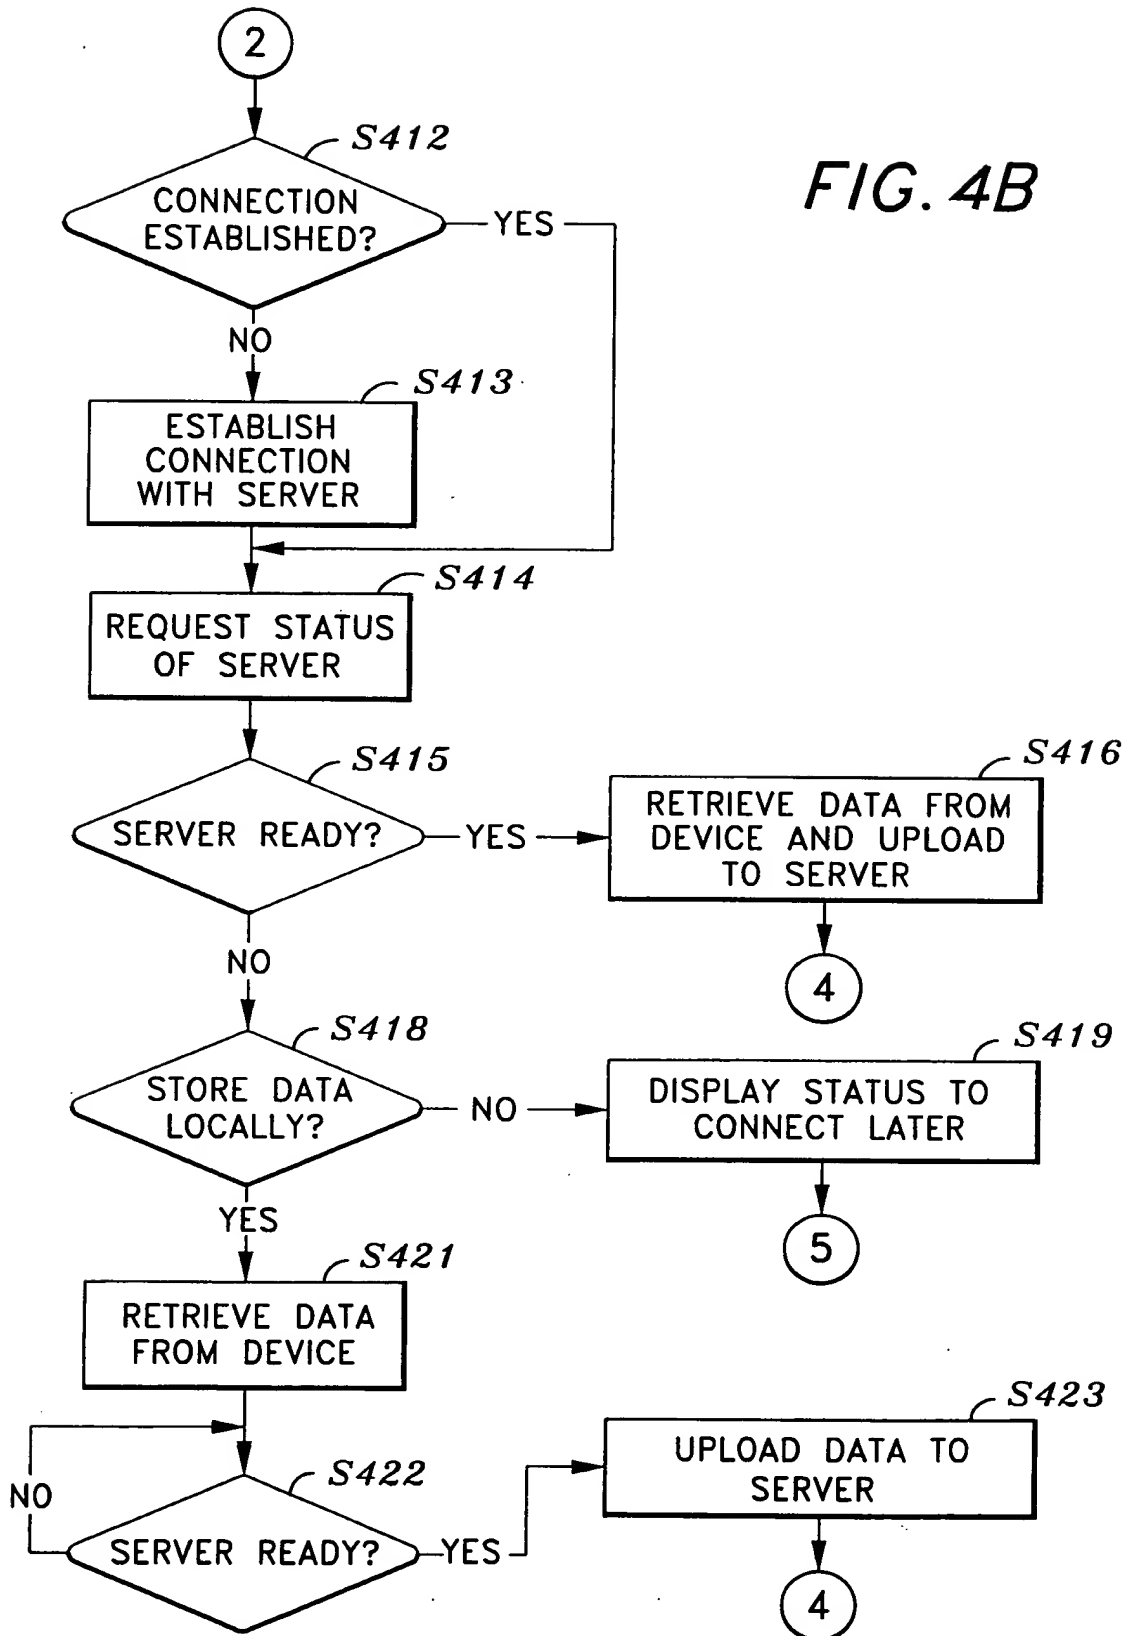 2
S412
FIG. 4B
CONNECTION
ESTABLISHED?
YES
NO
S413
ESTABLISH
CONNECTION
WITH SERVER
S414
REQUEST STATUS
OF SERVER
S415
SERVER READY?
YES
S416
RETRIEVE DATA FROM
DEVICE AND UPLOAD
TO SERVER
4
NO
S418
STORE DATA
LOCALLY?
NO
S419
DISPLAY STATUS TO
CONNECT LATER
5
YES
S421
RETRIEVE DATA
FROM DEVICE
S422
SERVER READY?
NO
YES
S423
UPLOAD DATA TO
SERVER
4